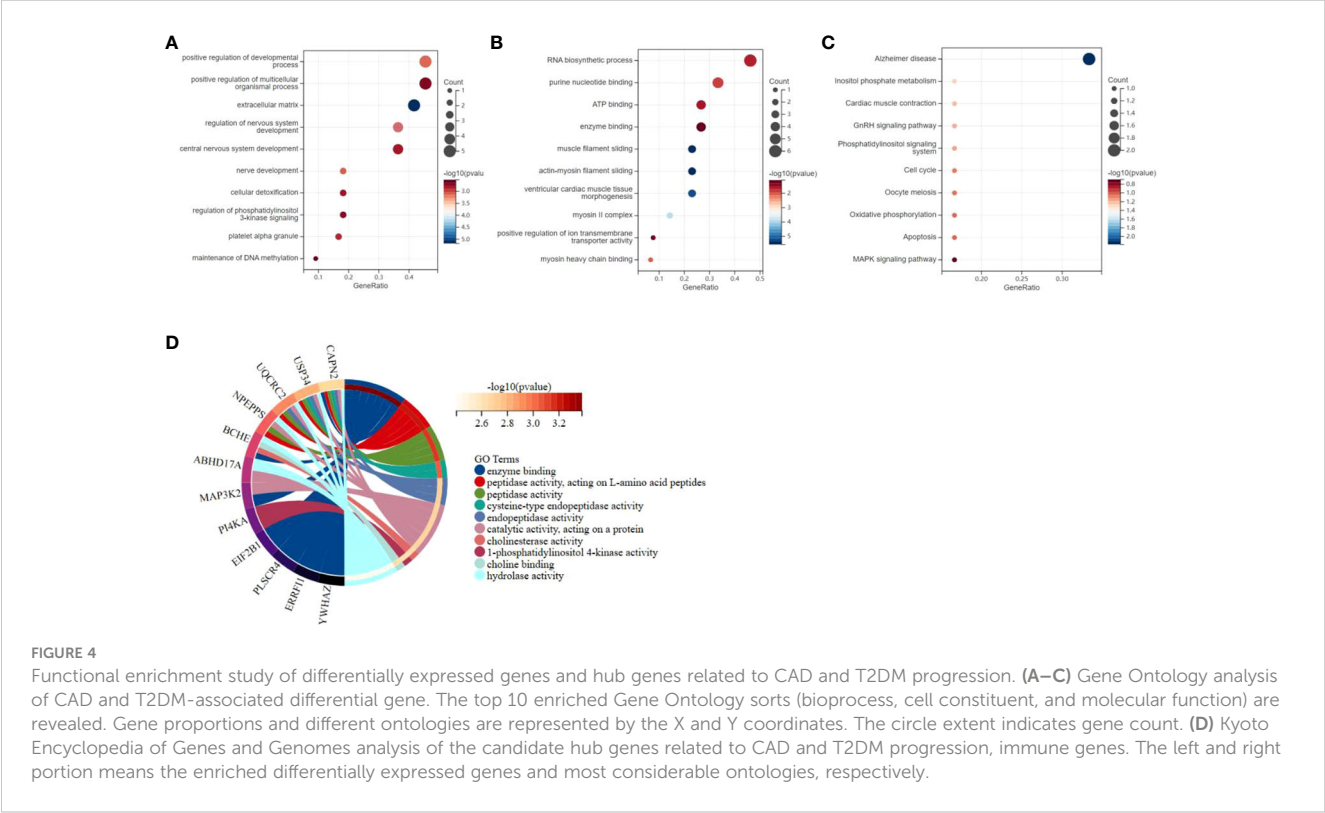 A
positive regulation of developmental
process
positive regulation of multicellular
organismal process
extracellular matrix
regulation of nervous system
development
central nervous system development
nerve development
cellular detoxification
regulation of phosphatidylinositol
3-kinase signaling
platelet alpha granule
maintenance of DNA methylation
0.1 0.2 0.3 0.4
GeneRatio
Count
1
2
3
4
5
-log10(pvalue
3.0
3.5
4.0
4.5
5.0
B
RNA biosynthetic process
purine nucleotide binding
ATP binding
enzyme binding
muscle filament sliding
actin-myosin filament sliding
ventricular cardiac muscle tissue
morphogenesis
myosin II complex
positive regulation of ion transmembrane
transporter activity
myosin heavy chain binding
0.1 0.2 0.3 0.4 0.5
GeneRatio
Count
1
2
3
4
5
6
-log10(pvalue)
2
3
4
5
C
Alzheimer disease
Inositol phosphate metabolism
Cardiac muscle contraction
GnRH signaling pathway
Phosphatidylinositol signaling
system
Cell cycle
Oocyte meiosis
Oxidative phosphorylation
Apoptosis
MAPK signaling pathway
0.20 0.25 0.30
GeneRatio
Count
1.0
1.2
1.4
1.6
1.8
2.0
-log10(pvalue)
0.8
1.0
1.2
1.4
1.6
1.8
2.0
D
CAPN2
USP34
UQCRC2
NPEPPS
BCHE
ABHD17A
MAP3K2
PI4KA
EIF2B1
PLSCR4
ERRFI1
YWHAZ
-log10(pvalue)
2.6 2.8 3.0 3.2
GO Terms
enzyme binding
peptidase activity, acting on L-amino acid peptides
peptidase activity
cysteine-type endopeptidase activity
endopeptidase activity
catalytic activity, acting on a protein
cholinesterase activity
1-phosphatidylinositol 4-kinase activity
choline binding
hydrolase activity
FIGURE 4
Functional enrichment study of differentially expressed genes and hub genes related to CAD and T2DM progression. (A–C) Gene Ontology analysis
of CAD and T2DM-associated differential gene. The top 10 enriched Gene Ontology sorts (bioprocess, cell constituent, and molecular function) are
revealed. Gene proportions and different ontologies are represented by the X and Y coordinates. The circle extent indicates gene count. (D) Kyoto
Encyclopedia of Genes and Genomes analysis of the candidate hub genes related to CAD and T2DM progression, immune genes. The left and right
portion means the enriched differentially expressed genes and most considerable ontologies, respectively.